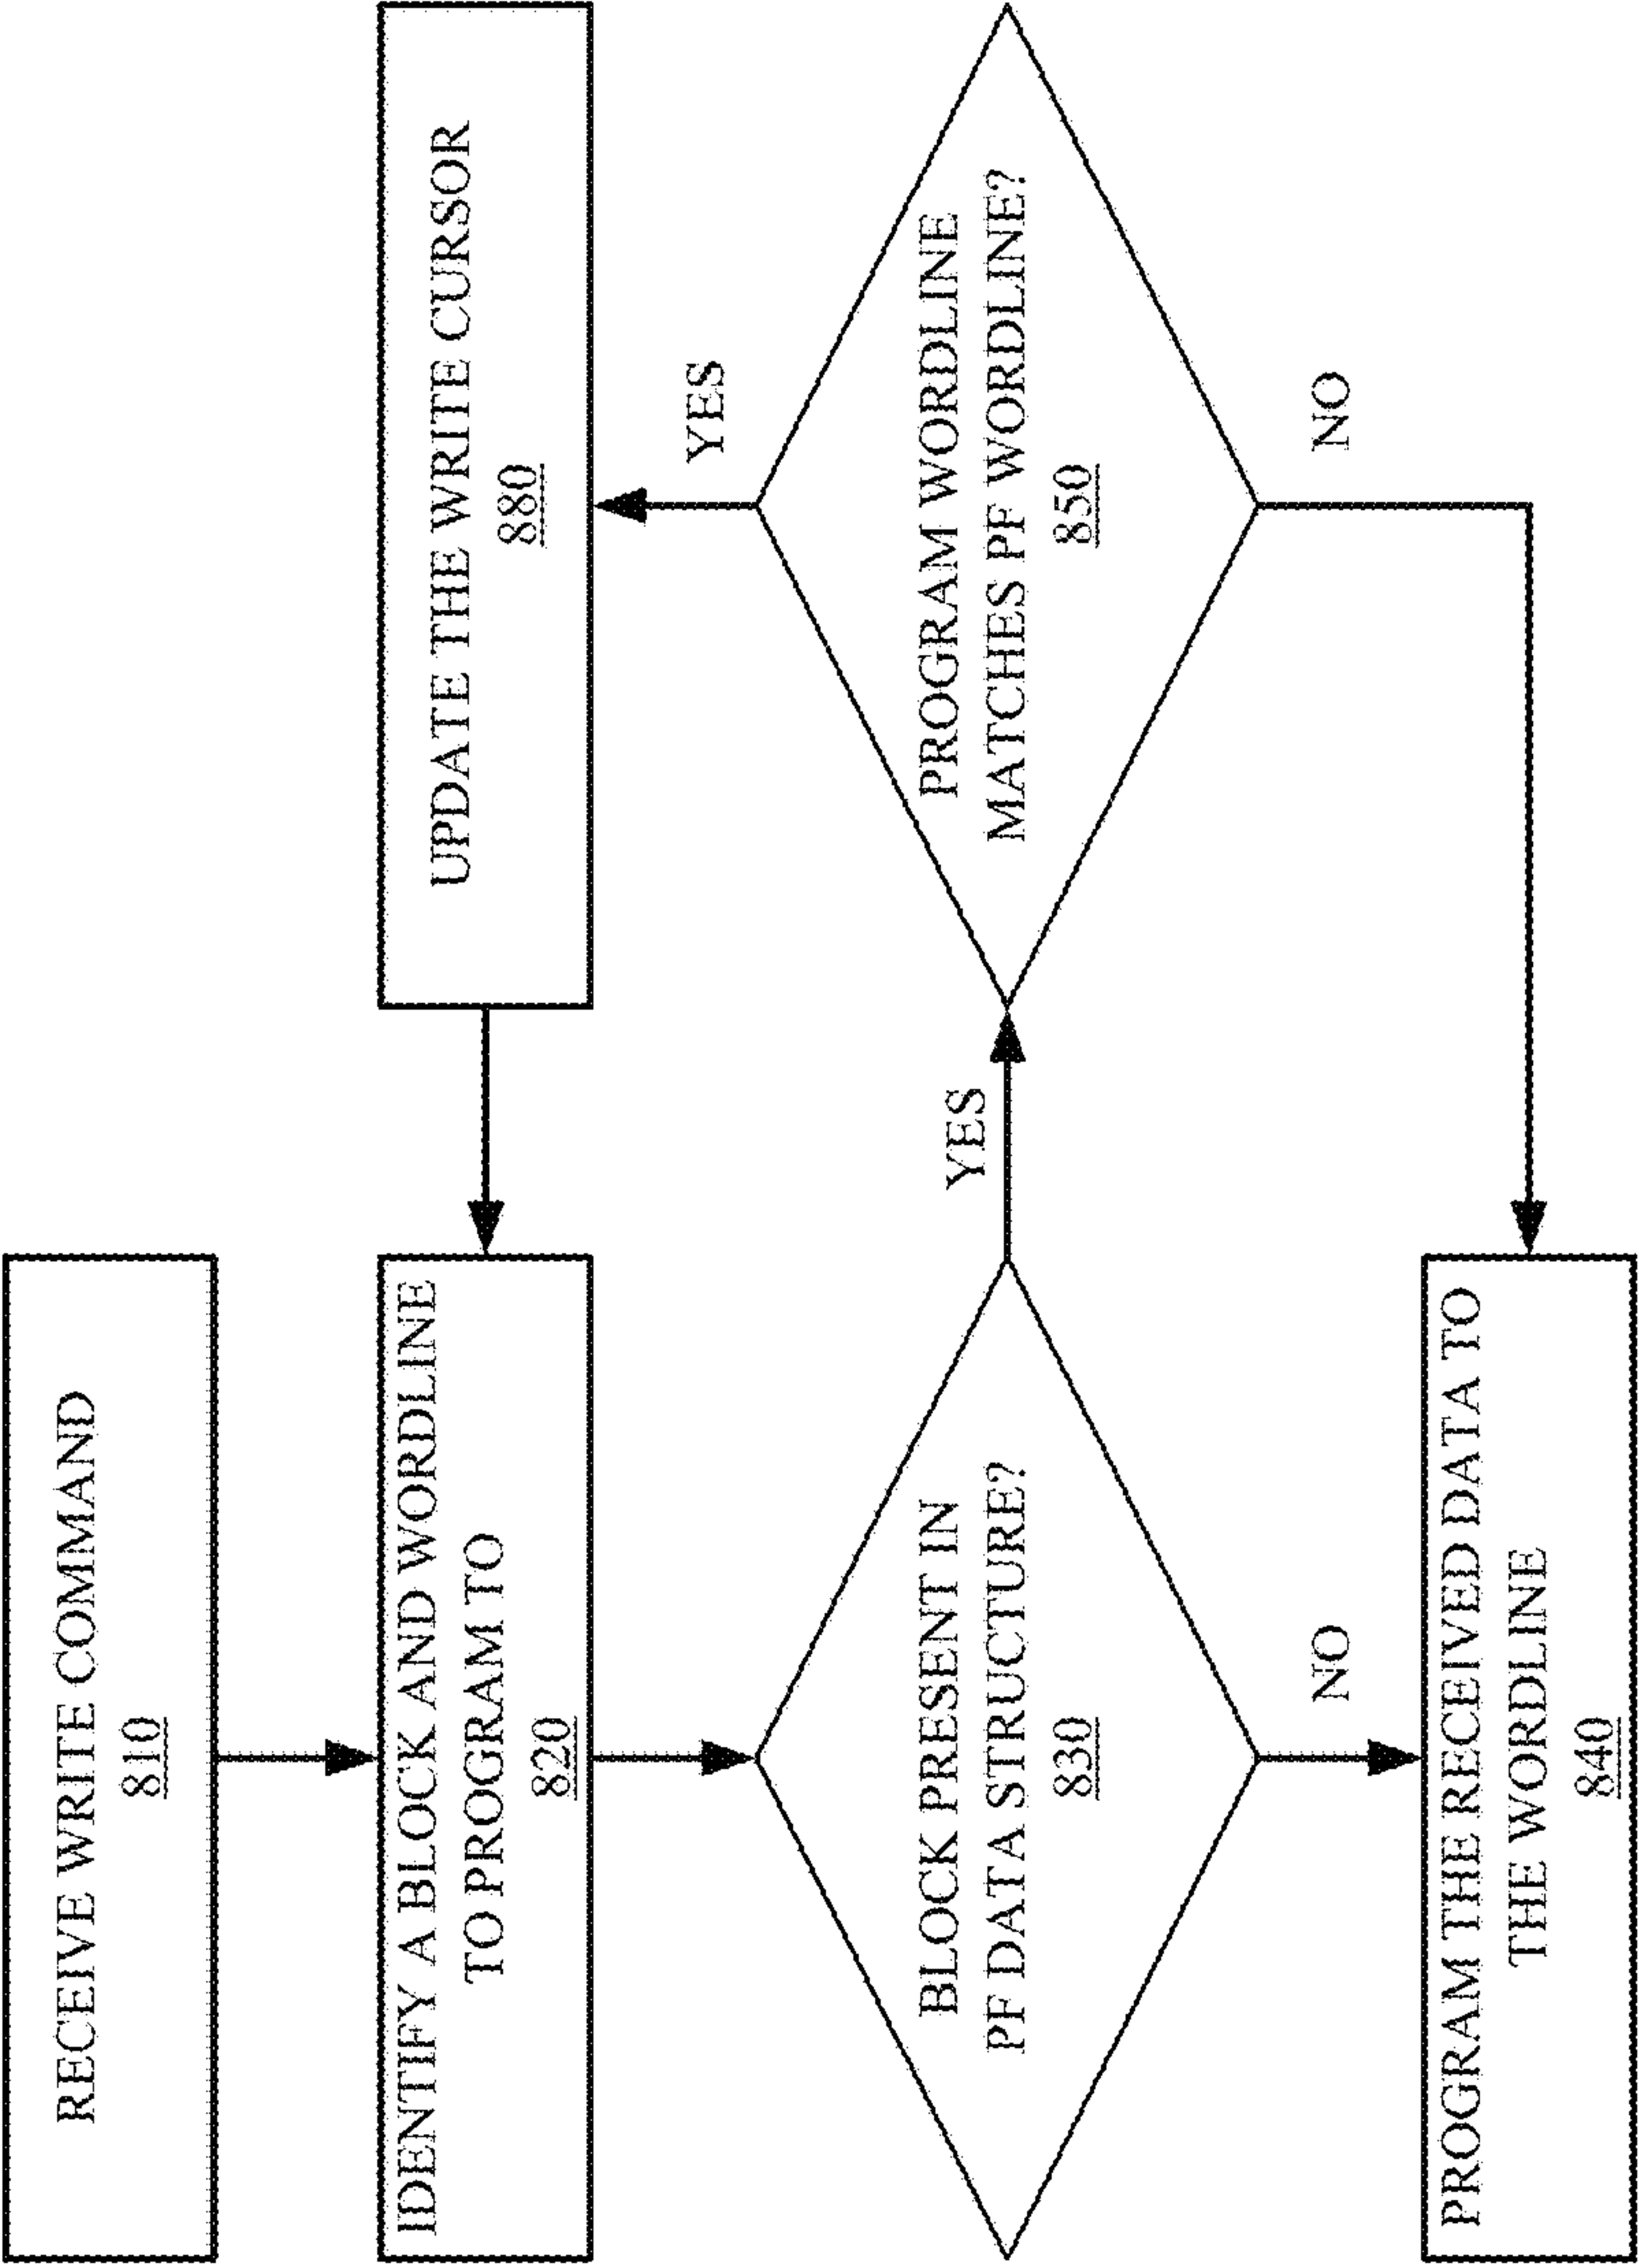 RECEIVE WRITE COMMAND
810
IDENTIFY A BLOCK AND WORDLINE
TO PROGRAM TO
820
BLOCK PRESENT IN
PF DATA STRUCTURE?
830
NO
PROGRAM THE RECEIVED DATA TO
THE WORDLINE
840
YES
UPDATE THE WRITE CURSOR
880
YES
PROGRAM WORDLINE
MATCHES PF WORDLINE?
850
NO